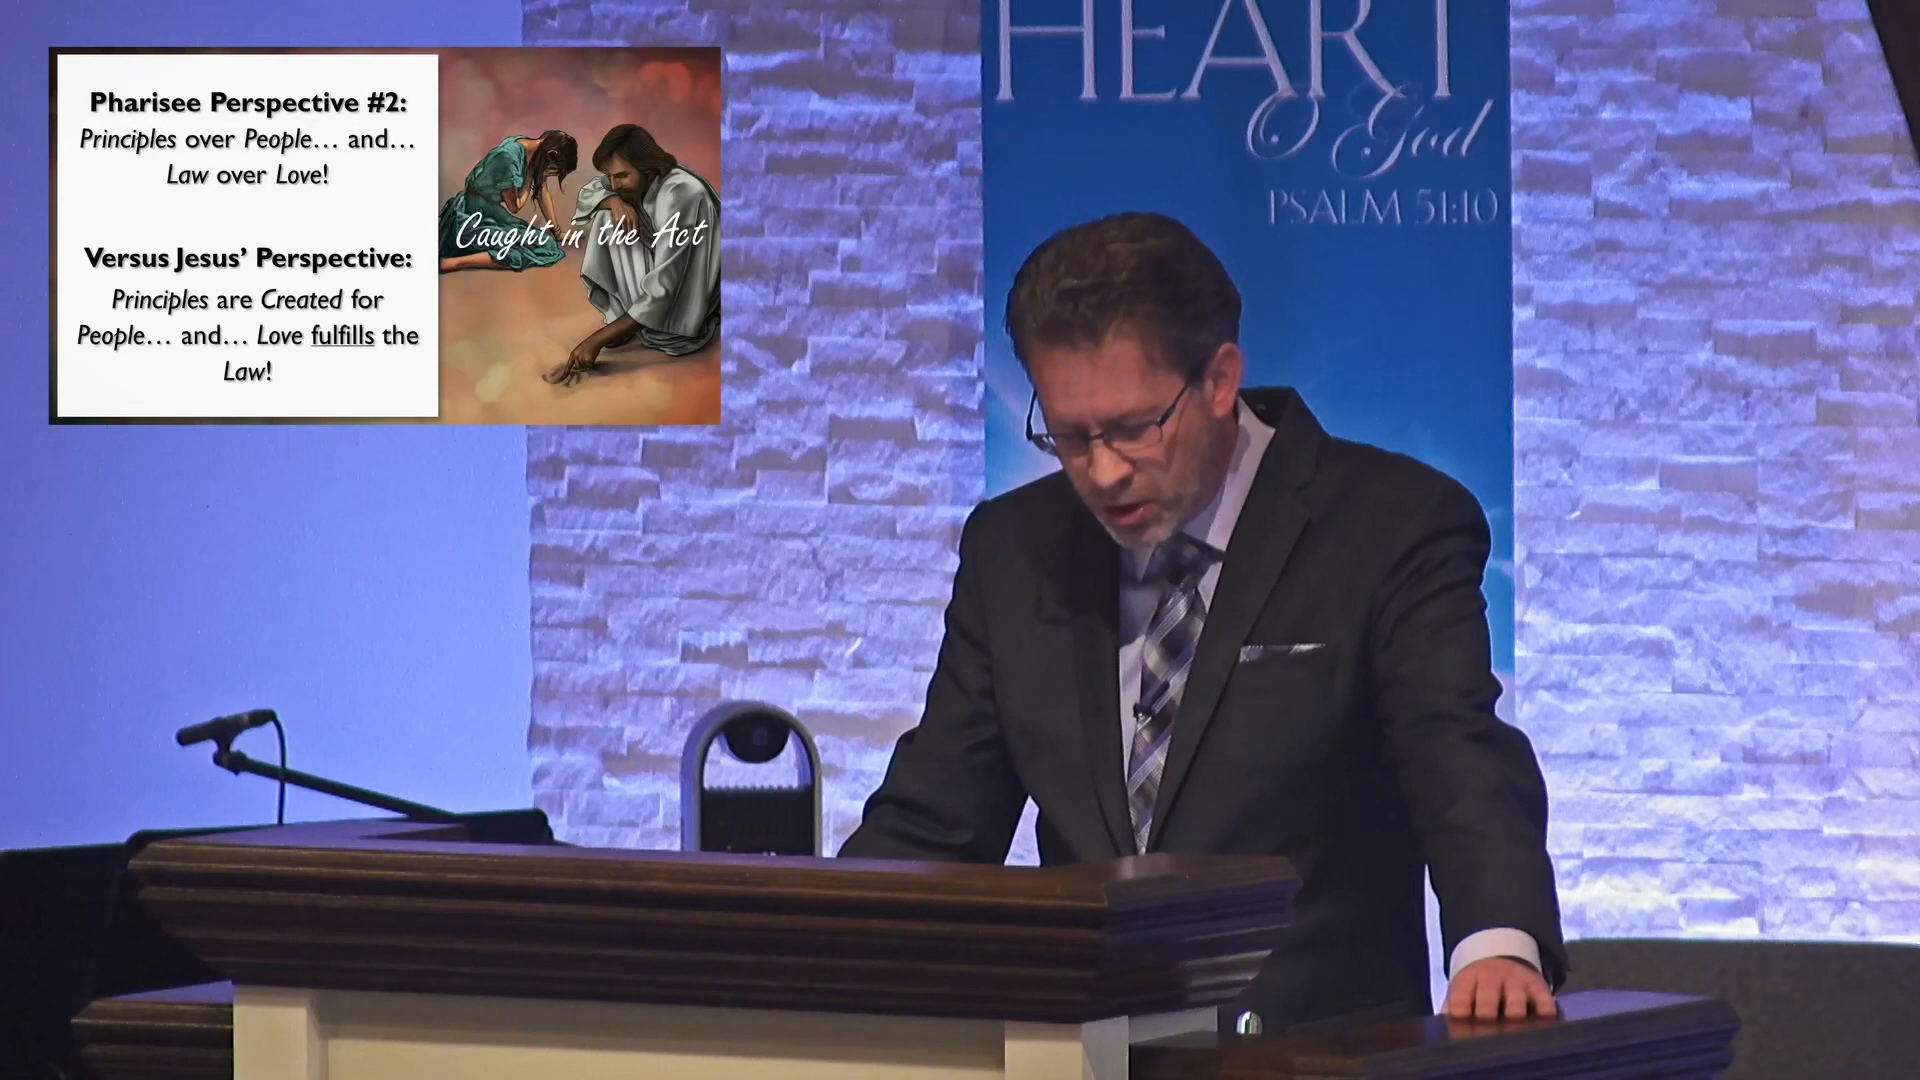 Pharisee Perspective #2:
Principles over People... and...
Law over Love!
Versus Jesus’ Perspective:
Principles are Created for
People... and... Love fulfills the
Law!
Caught in the Act
HEART
O God
PSALM 51:10